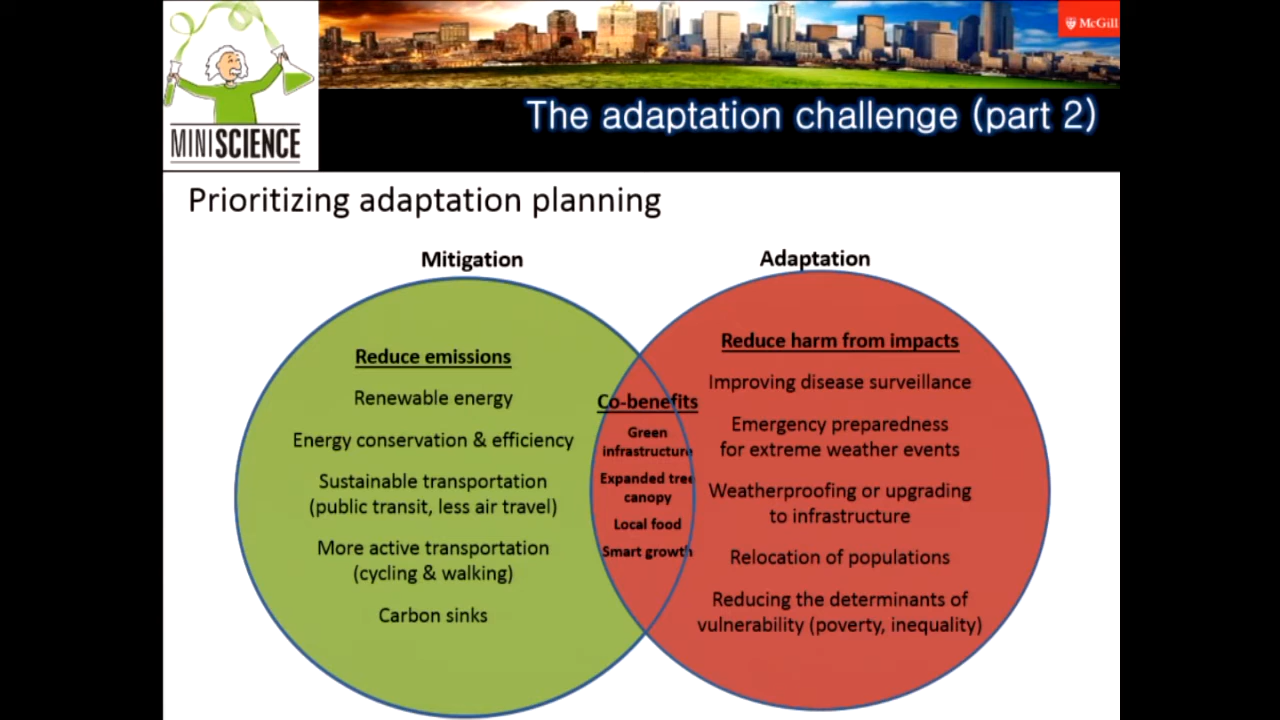 McGill
MINISCIENCE
The adaptation challenge (part 2)
Prioritizing adaptation planning
Mitigation
Reduce emissions
Renewable energy
Energy conservation & efficiency
Sustainable transportation
(public transit, less air travel)
More active transportation
(cycling & walking)
Carbon sinks
Co-benefits
Green
infrastructure
Expanded tree
canopy
Local food
Smart growth
Adaptation
Reduce harm from impacts
Improving disease surveillance
Emergency preparedness
for extreme weather events
Weatherproofing or upgrading
to infrastructure
Relocation of populations
Reducing the determinants of
vulnerability (poverty, inequality)